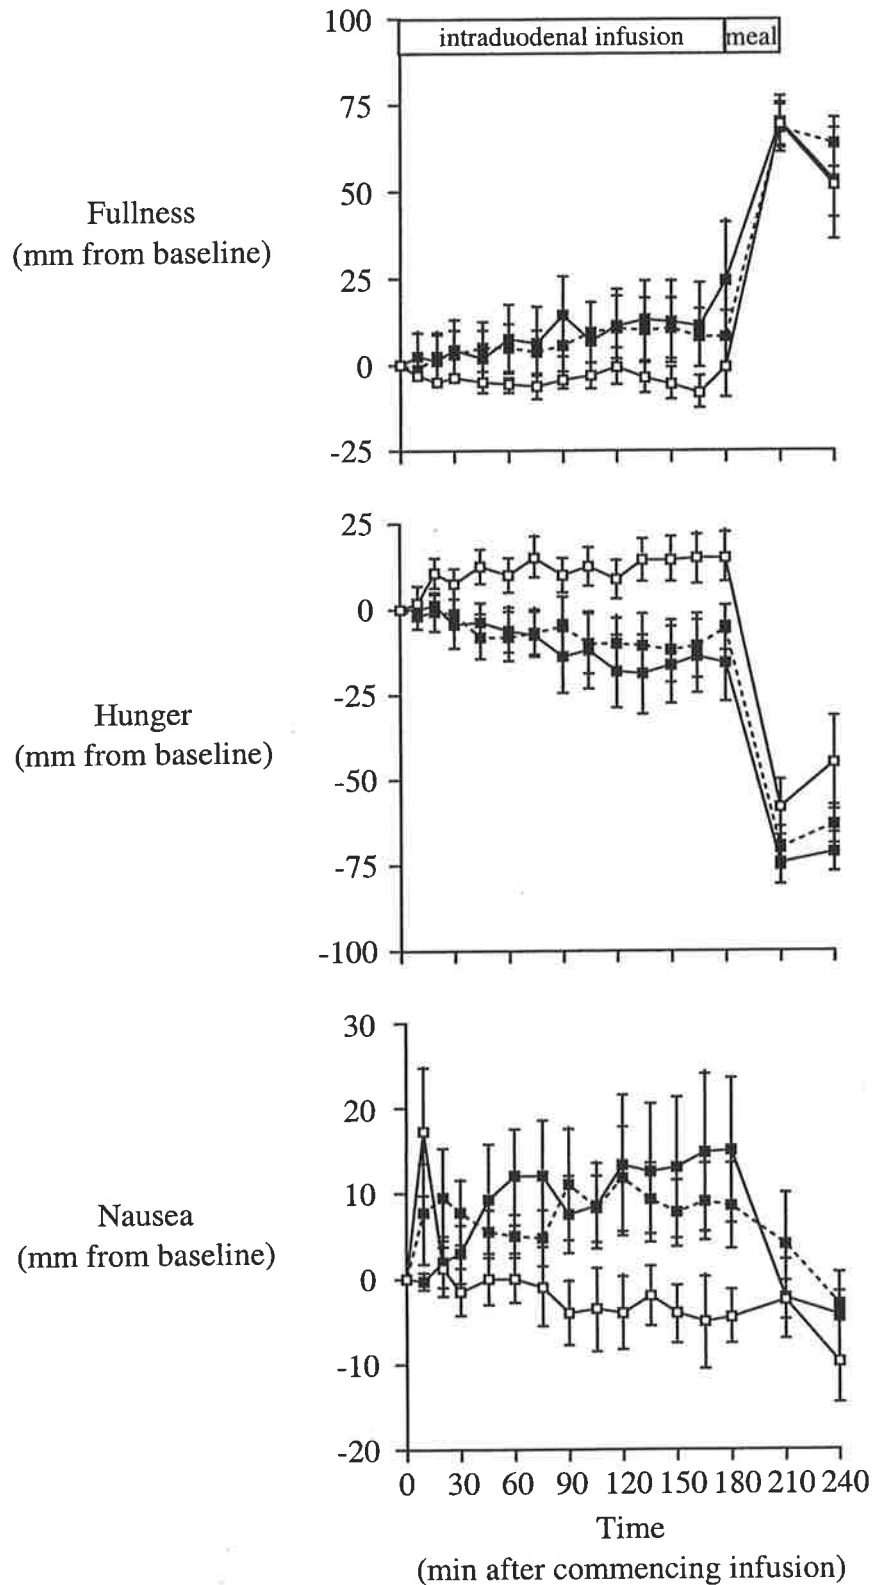 100
intraduodenal infusion meal
75
50
25
0
-25
Fullness
(mm from baseline)
25
0
-25
-50
-75
-100
Hunger
(mm from baseline)
30
20
10
0
-10
-20
Nausea
(mm from baseline)
0 30 60 90 120 150 180 210 240
Time
(min after commencing infusion)